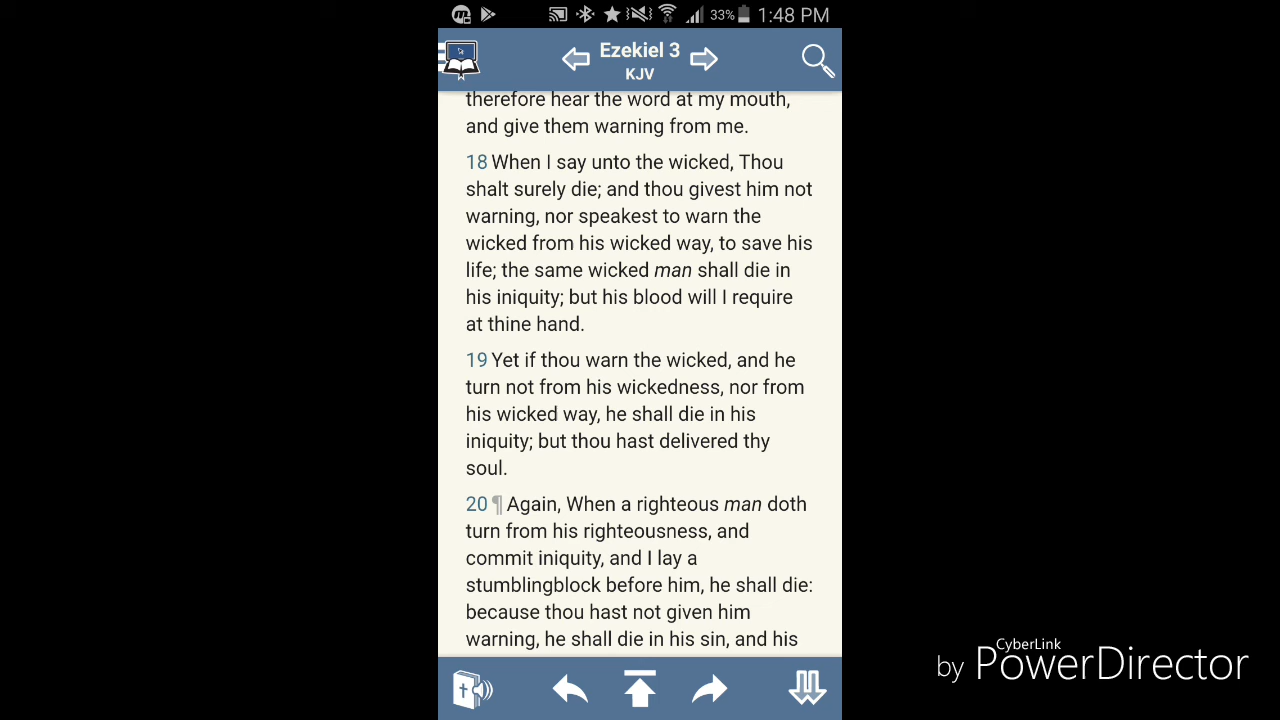 33% 1:48 PM
Ezekiel 3
KJV
therefore hear the word at my mouth,
and give them warning from me.
18 When I say unto the wicked, Thou
shalt surely die; and thou givest him not
warning, nor speakest to warn the
wicked from his wicked way, to save his
life; the same wicked man shall die in
his iniquity; but his blood will I require
at thine hand.
19 Yet if thou warn the wicked, and he
turn not from his wickedness, nor from
his wicked way, he shall die in his
iniquity; but thou hast delivered thy
soul.
20 ¶ Again, When a righteous man doth
turn from his righteousness, and
commit iniquity, and I lay a
stumblingblock before him, he shall die:
because thou hast not given him
warning, he shall die in his sin, and his
CyberLink
by PowerDirector